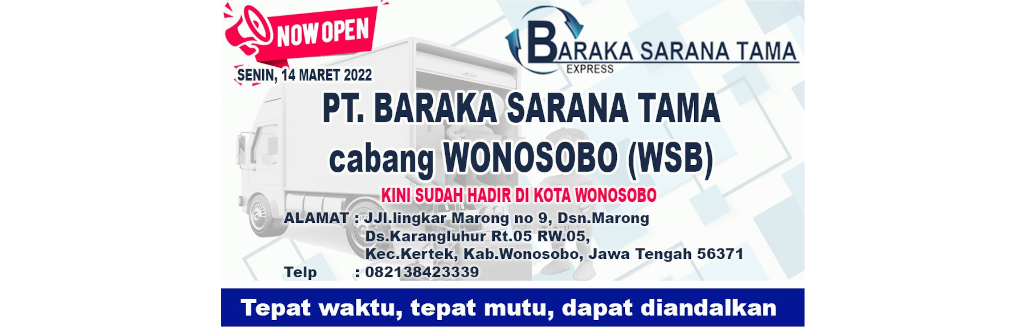 NOW OPEN
BARAKA SARANA TAMA
EXPRESS
SENIN, 14 MARET 2022
PT. BARAKA SARANA TAMA
cabang WONOSOBO (WSB)
KINI SUDAH HADIR DI KOTA WONOSOBO
ALAMAT : JJl.lingkar Marong no 9, Dsn.Marong
Ds.Karangluhur Rt.05 RW.05,
Kec.Kertek, Kab.Wonosobo, Jawa Tengah 56371
Telp : 082138423339
Tepat waktu, tepat mutu, dapat diandalkan